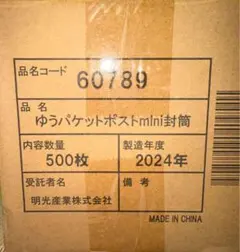 品名コード
60789
品 名
ゆうパケットポストmini封筒
内容数量
製造年度
500枚
2024年
受託者名
備 考
明光産業株式会社
MADE IN CHINA